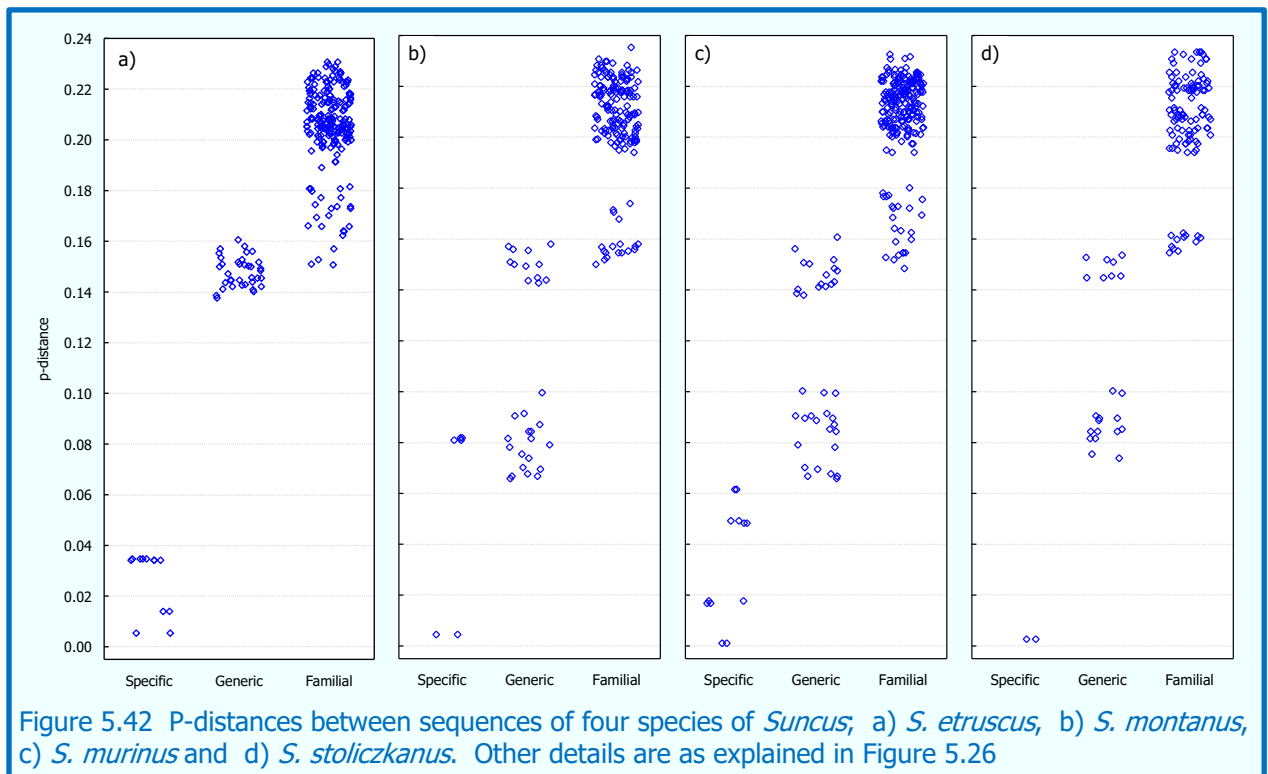 0.24
0.22
0.20
0.18
0.16
0.14
0.12
0.10
0.08
0.06
0.04
0.02
0.00
p-distance
a)
b)
c)
d)
Specific Generic Familial
Specific Generic Familial
Specific Generic Familial
Specific Generic Familial
Figure 5.42 P-distances between sequences of four species of Suncus; a) S. etruscus, b) S. montanus,
c) S. murinus and d) S. stoliczkanus. Other details are as explained in Figure 5.26